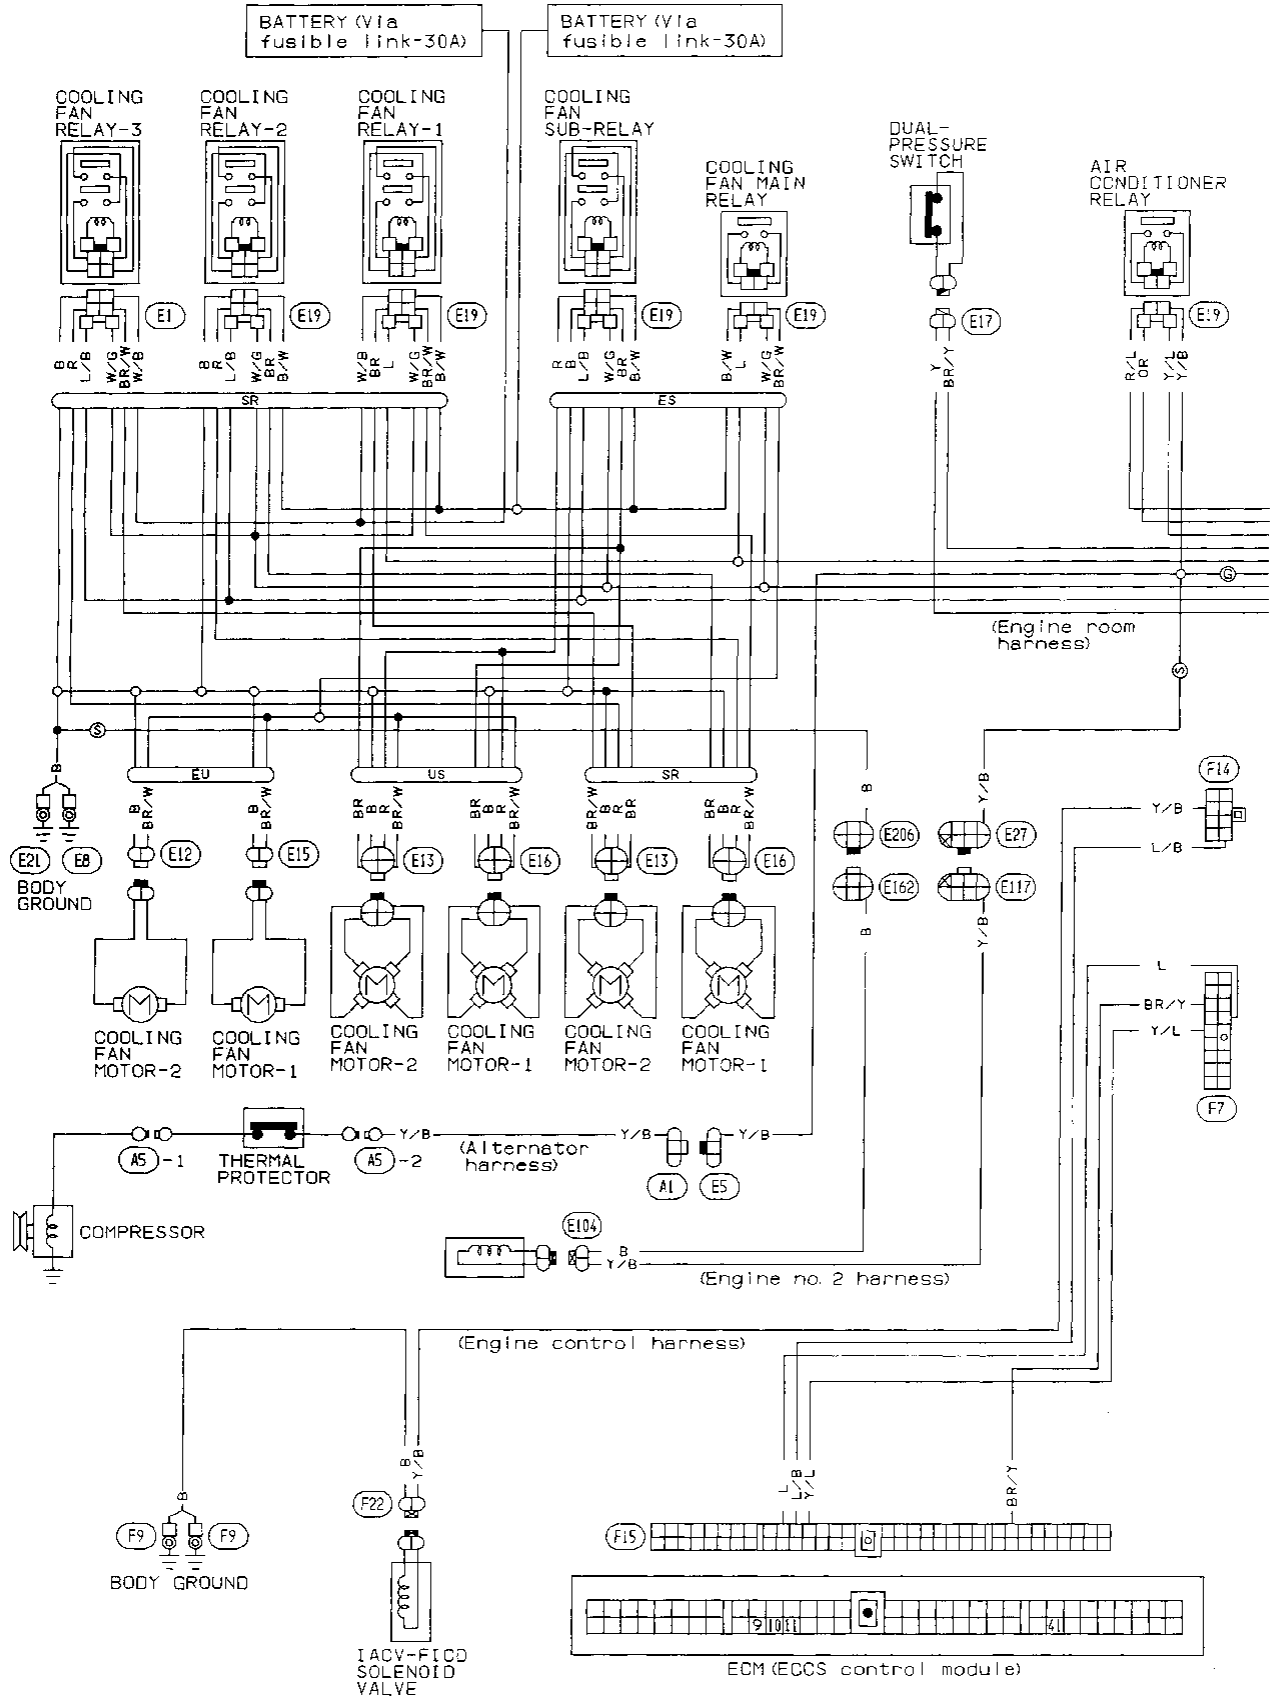 BATTERY (Via
fusible link-30A)
BATTERY (Via
fusible link-30A)
COOLING
FAN
RELAY-3
COOLING
FAN
RELAY-2
COOLING
FAN
RELAY-1
COOLING
FAN
SUB-RELAY
COOLING
FAN MAIN
RELAY
DUAL-
PRESSURE
SWITCH
AIR
CONDITIONER
RELAY
E1
E19
E19
E19
E19
E17
E19
B
R
L/B
W/G
BR/W
W/B
B
R
L/B
W/G
BR
B/W
W/B
BR
L
W/G
BR/W
B/W
R
B
L/B
W/G
BR
B/W
B/W
L
W/G
BR/W
Y
BR/Y
R/L
OR
Y/L
Y/B
SR
ES
G
(Engine room
harness)
S
S
B
EU
US
SR
B
BR/W
B
BR/W
BR
B
R
BR/W
BR
B
R
BR/W
BR/W
B
R
BR
BR
B
R
BR/W
B
Y/B
F14
Y/B
L/B
E21
E8
BODY
GROUND
E12
E15
E13
E16
E13
E16
E206
E27
E162
E117
B
Y/B
L
BR/Y
Y/L
F7
COOLING
FAN
MOTOR-2
COOLING
FAN
MOTOR-1
COOLING
FAN
MOTOR-2
COOLING
FAN
MOTOR-1
COOLING
FAN
MOTOR-2
COOLING
FAN
MOTOR-1
M
M
M
M
M
M
A5 -1
THERMAL
PROTECTOR
A5 -2
Y/B
(Alternator
harness)
Y/B
Y/B
A1
E5
COMPRESSOR
E104
B
Y/B
(Engine no. 2 harness)
(Engine control harness)
B
Y/B
L
L/B
Y/L
BR/Y
B
F22
F9
F9
BODY GROUND
F15
IACV-FICD
SOLENOID
VALVE
9 10 11
41
ECM (ECCS control module)